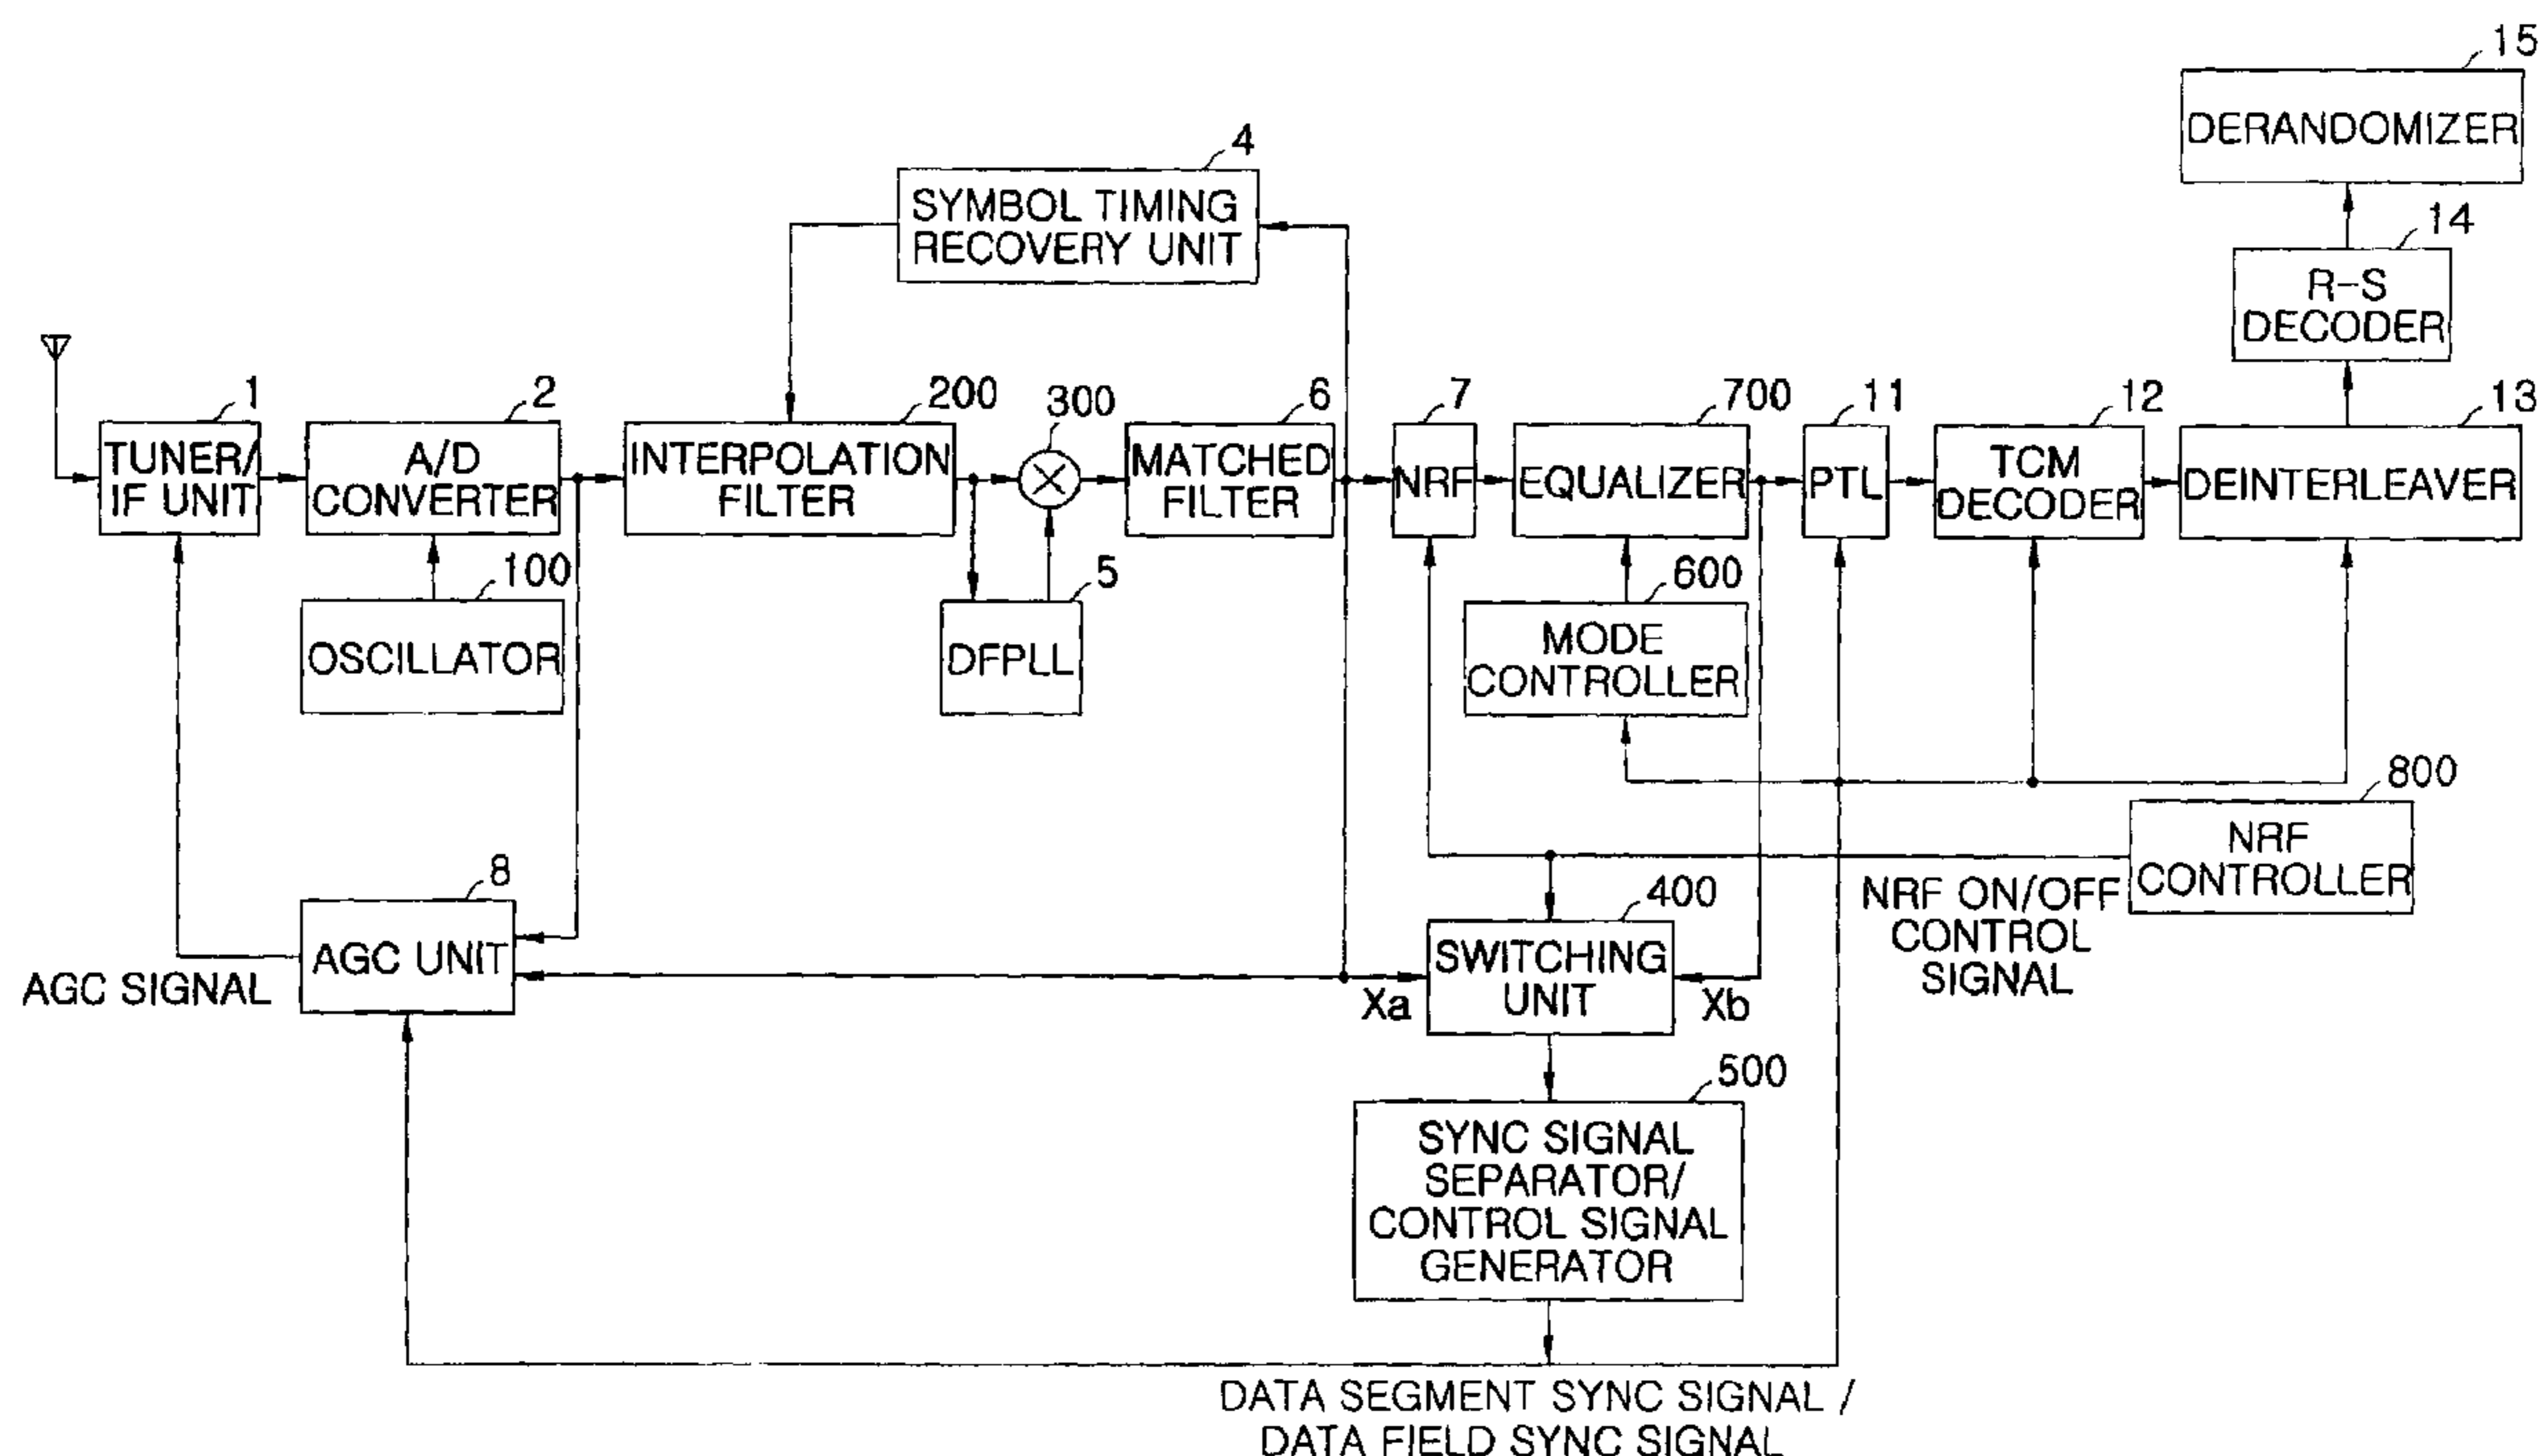 15
DERANDOMIZER
4
SYMBOL TIMING
RECOVERY UNIT
14
R-S
DECODER
1
TUNER/
IF UNIT
2
A/D
CONVERTER
200
INTERPOLATION
FILTER
300
6
MATCHED
FILTER
7
NRF
700
EQUALIZER
11
PTL
12
TCM
DECODER
13
DEINTERLEAVER
100
OSCILLATOR
5
DFPLL
600
MODE
CONTROLLER
800
NRF
CONTROLLER
NRF ON/OFF
CONTROL
SIGNAL
8
AGC UNIT
AGC SIGNAL
400
SWITCHING
UNIT
Xa
Xb
500
SYNC SIGNAL
SEPARATOR/
CONTROL SIGNAL
GENERATOR
DATA SEGMENT SYNC SIGNAL /
DATA FIELD SYNC SIGNAL